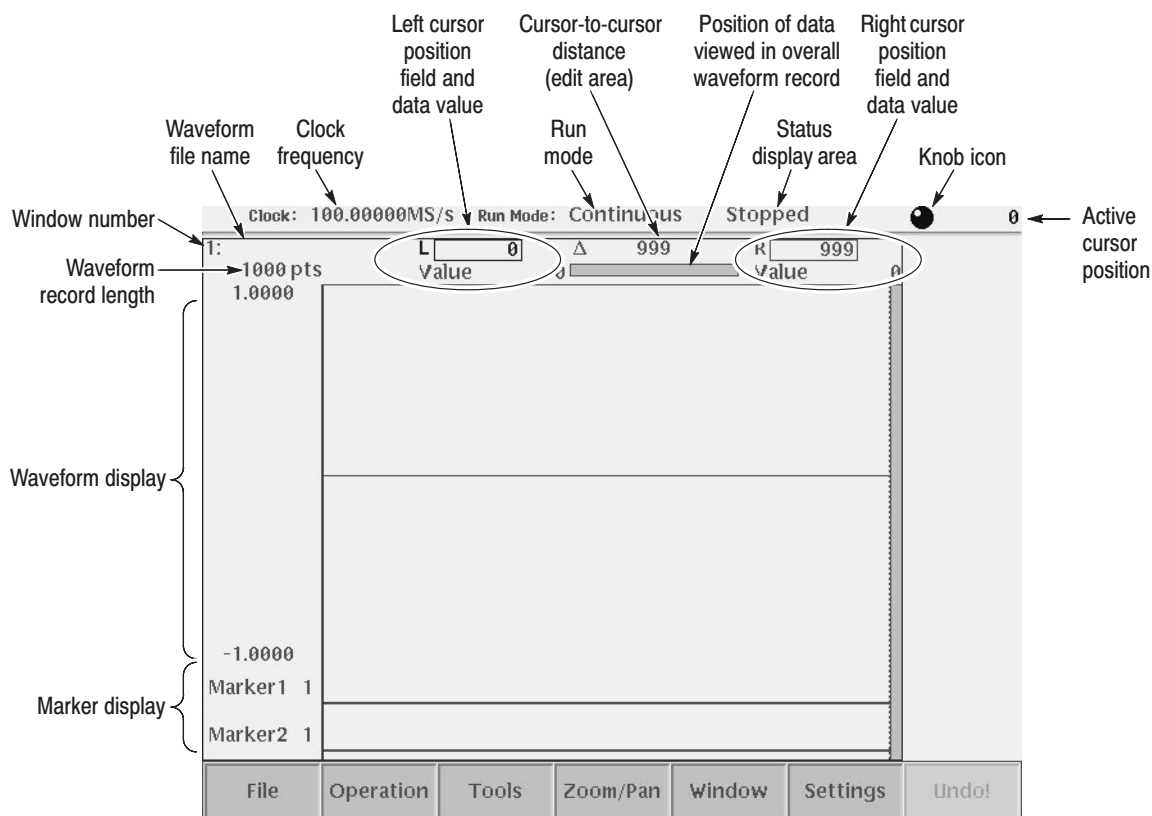 Left cursor
position
field and
data value
Cursor-to-cursor
distance
(edit area)
Position of data
viewed in overall
waveform record
Right cursor
position
field and
data value
Waveform
file name
Clock
frequency
Run
mode
Status
display area
Knob icon
Window number
Clock: 100.00000MS/s Run Mode: Continuous Stopped 0
Active
cursor
position
1: L 0 Δ 999 R 999
Waveform
record length
1000 pts Value 0 Value 0
1.0000
Waveform display
-1.0000
Marker display
Marker1 1
Marker2 1
File Operation Tools Zoom/Pan Window Settings Undo!